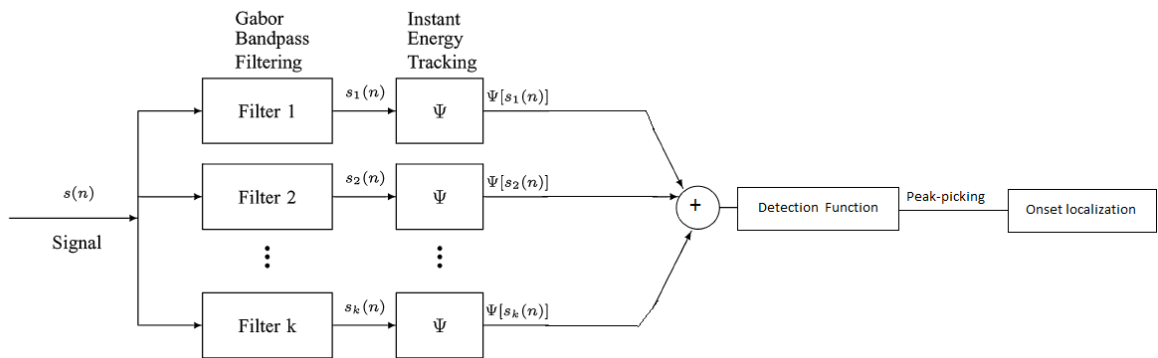 Gabor
Bandpass
Filtering
Instant
Energy
Tracking
s(n)
Signal
Filter 1
s₁(n)
Ψ
Ψ[s₁(n)]
Filter 2
s₂(n)
Ψ
Ψ[s₂(n)]
Filter k
sₖ(n)
Ψ
Ψ[sₖ(n)]
+
Detection Function
Peak-picking
Onset localization